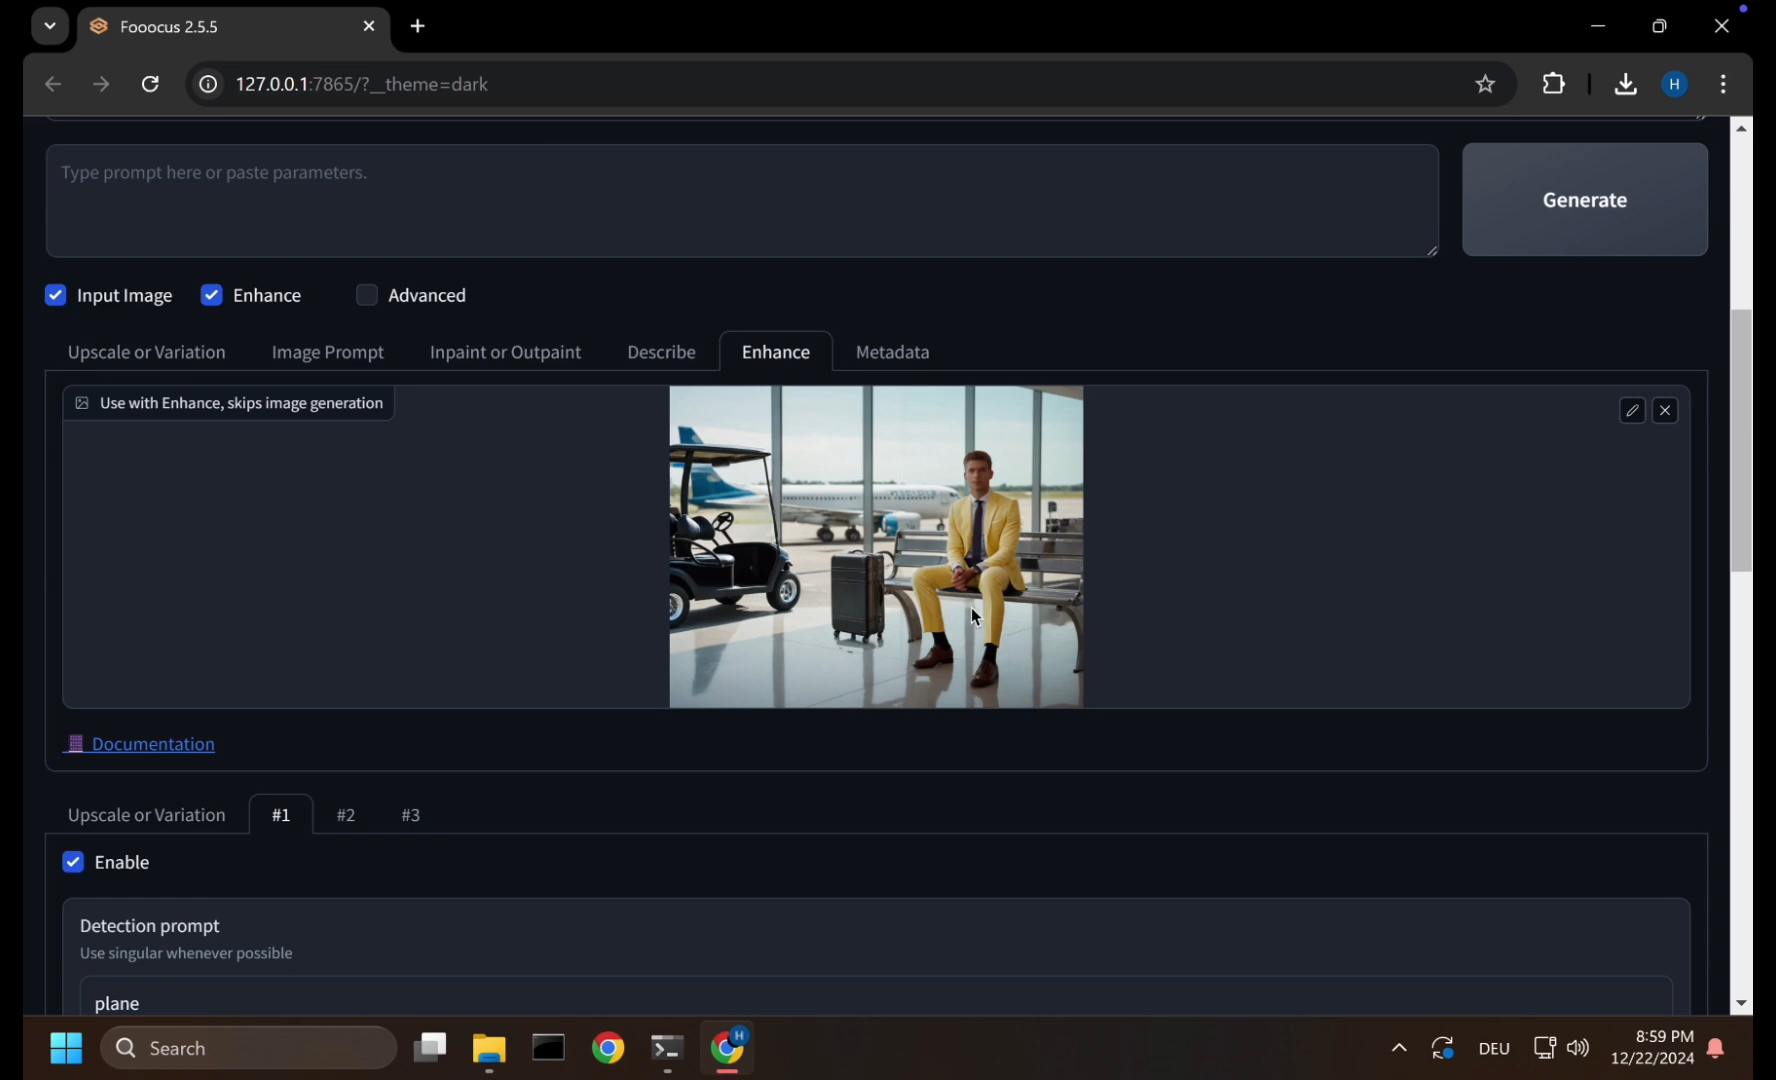 Fooocus 2.5.5
127.0.0.1:7865/?__theme=dark
H
Type prompt here or paste parameters.
Generate
Input Image
Enhance
Advanced
Upscale or Variation
Image Prompt
Inpaint or Outpaint
Describe
Enhance
Metadata
Use with Enhance, skips image generation
Documentation
Upscale or Variation
#1
#2
#3
Enable
Detection prompt
Use singular whenever possible
plane
Search
H
DEU
8:59 PM
12/22/2024